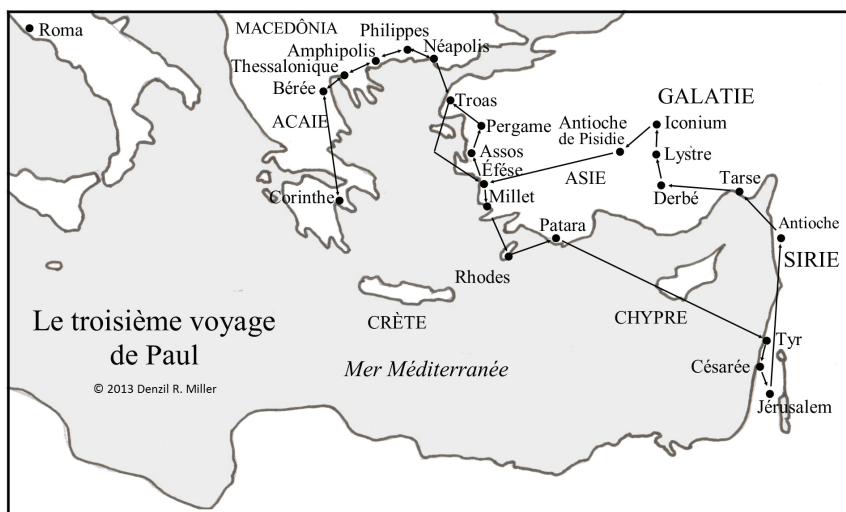 Roma
MACEDÔNIA
Philippes
Amphipolis
Néapolis
Thessalonique
Bérée
ACAIE
Corinthe
Troas
Pergame
Assos
Éfése
Millet
Antioche
de Pisidie
ASIE
GALATIE
Iconium
Lystre
Derbé
Tarse
Antioche
SIRIE
Patara
Rhodes
CRÈTE
CHYPRE
Tyr
Césarée
Jérusalem
Le troisième voyage
de Paul
© 2013 Denzil R. Miller
Mer Méditerranée